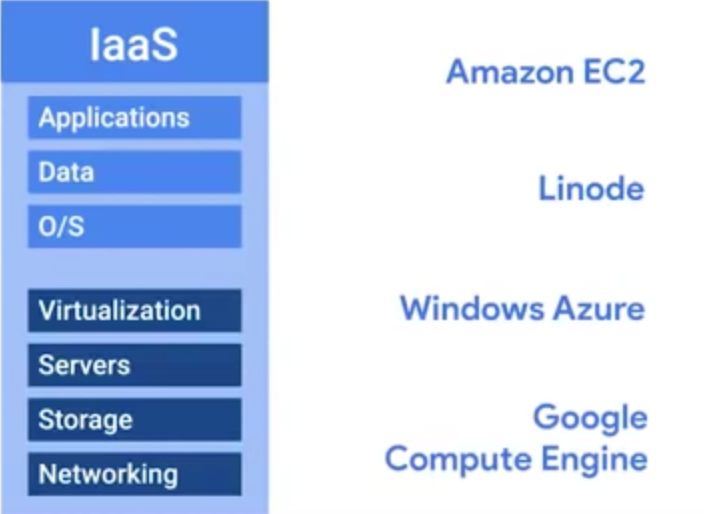 IaaS
Applications
Data
O/S
Virtualization
Servers
Storage
Networking
Amazon EC2
Linode
Windows Azure
Google
Compute Engine